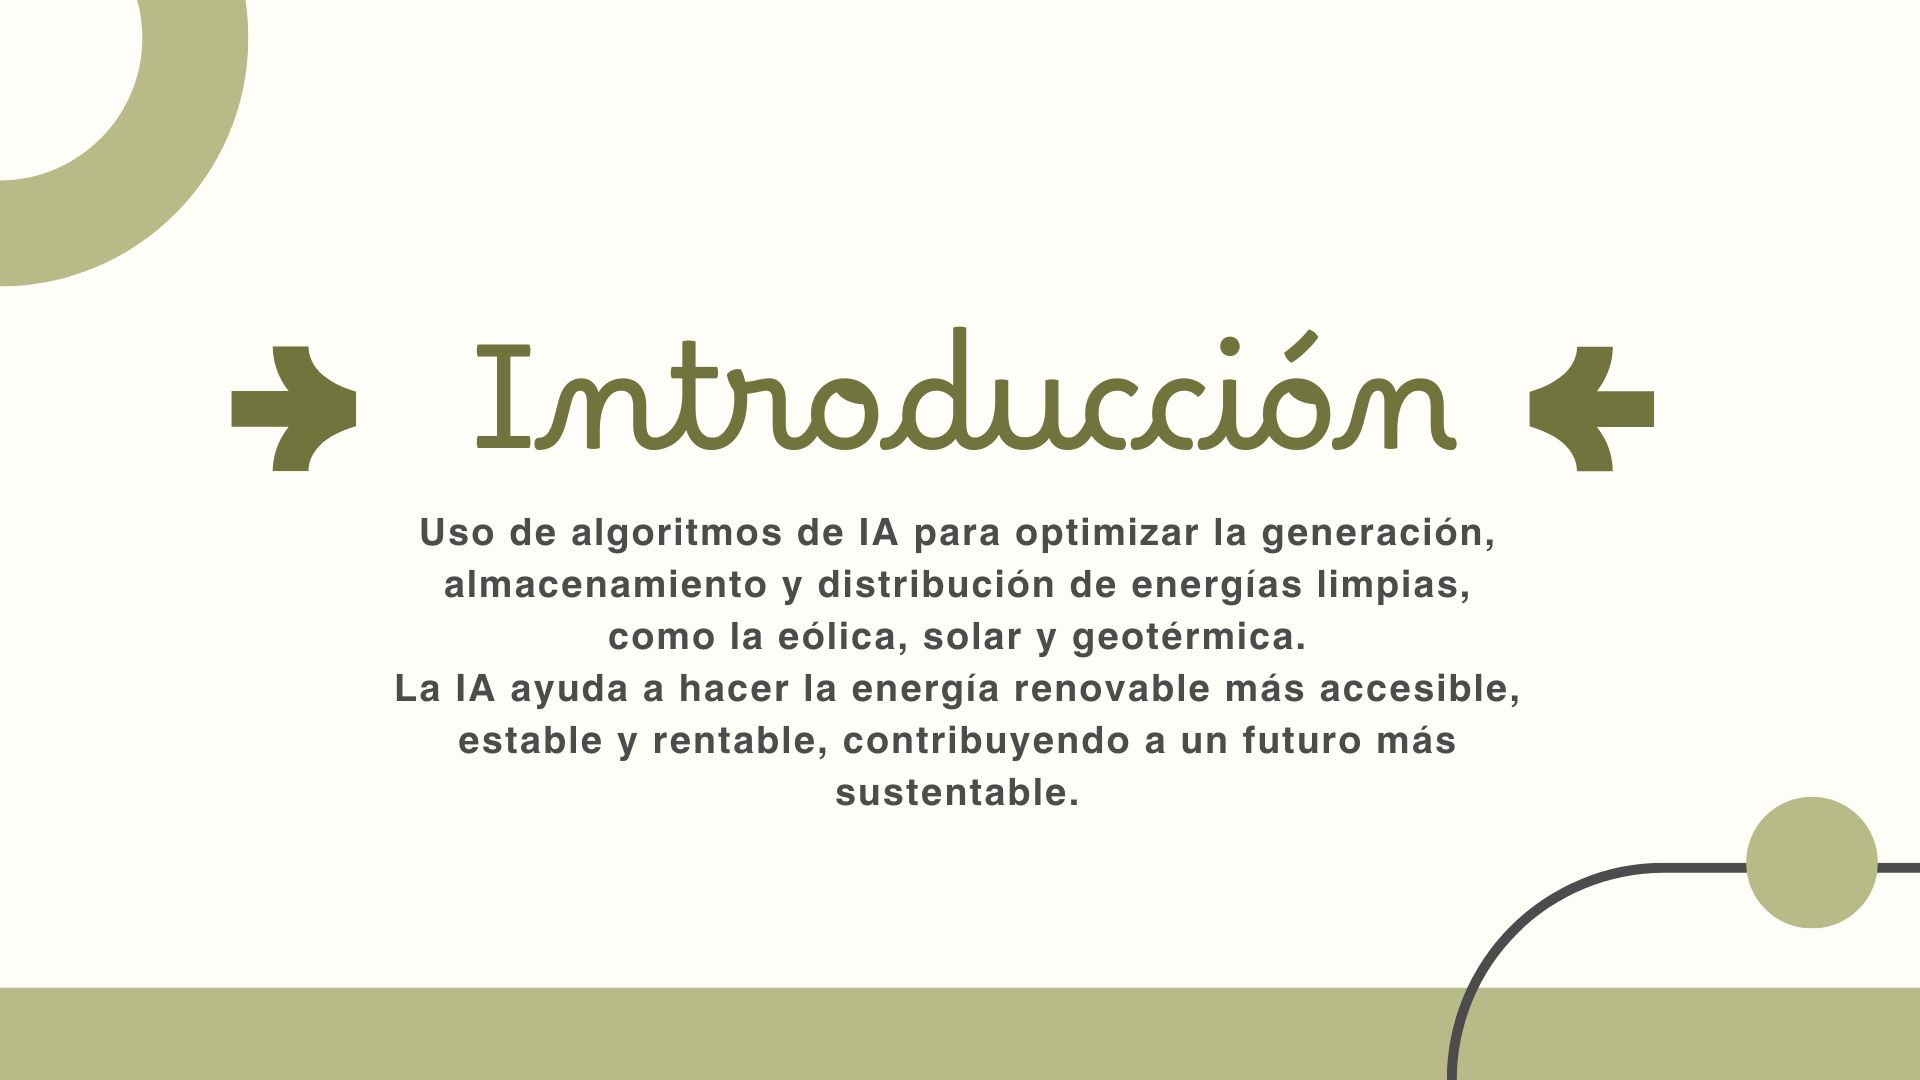 Introducción
Uso de algoritmos de IA para optimizar la generación,
almacenamiento y distribución de energías limpias,
como la eólica, solar y geotérmica.
La IA ayuda a hacer la energía renovable más accesible,
estable y rentable, contribuyendo a un futuro más
sustentable.